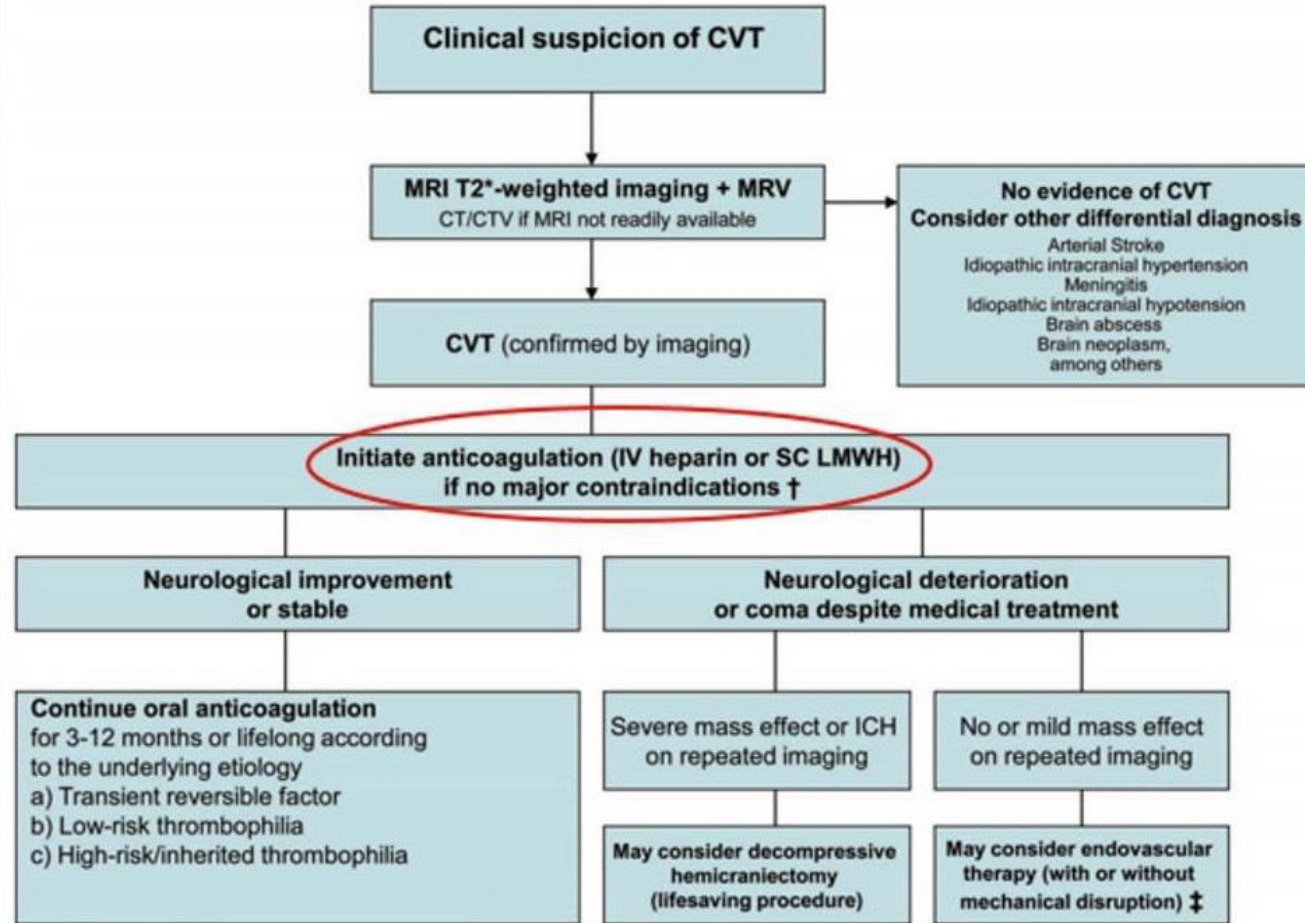 Clinical suspicion of CVT
MRI T2*-weighted imaging + MRV
CT/CTV if MRI not readily available
No evidence of CVT
Consider other differential diagnosis
Arterial Stroke
Idiopathic intracranial hypertension
Meningitis
Idiopathic intracranial hypotension
Brain abscess
Brain neoplasm,
among others
CVT (confirmed by imaging)
Initiate anticoagulation (IV heparin or SC LMWH)
if no major contraindications †
Neurological improvement
or stable
Neurological deterioration
or coma despite medical treatment
Continue oral anticoagulation
for 3-12 months or lifelong according
to the underlying etiology
a) Transient reversible factor
b) Low-risk thrombophilia
c) High-risk/inherited thrombophilia
Severe mass effect or ICH
on repeated imaging
No or mild mass effect
on repeated imaging
May consider decompressive
hemicraniectomy
(lifesaving procedure)
May consider endovascular
therapy (with or without
mechanical disruption) ‡